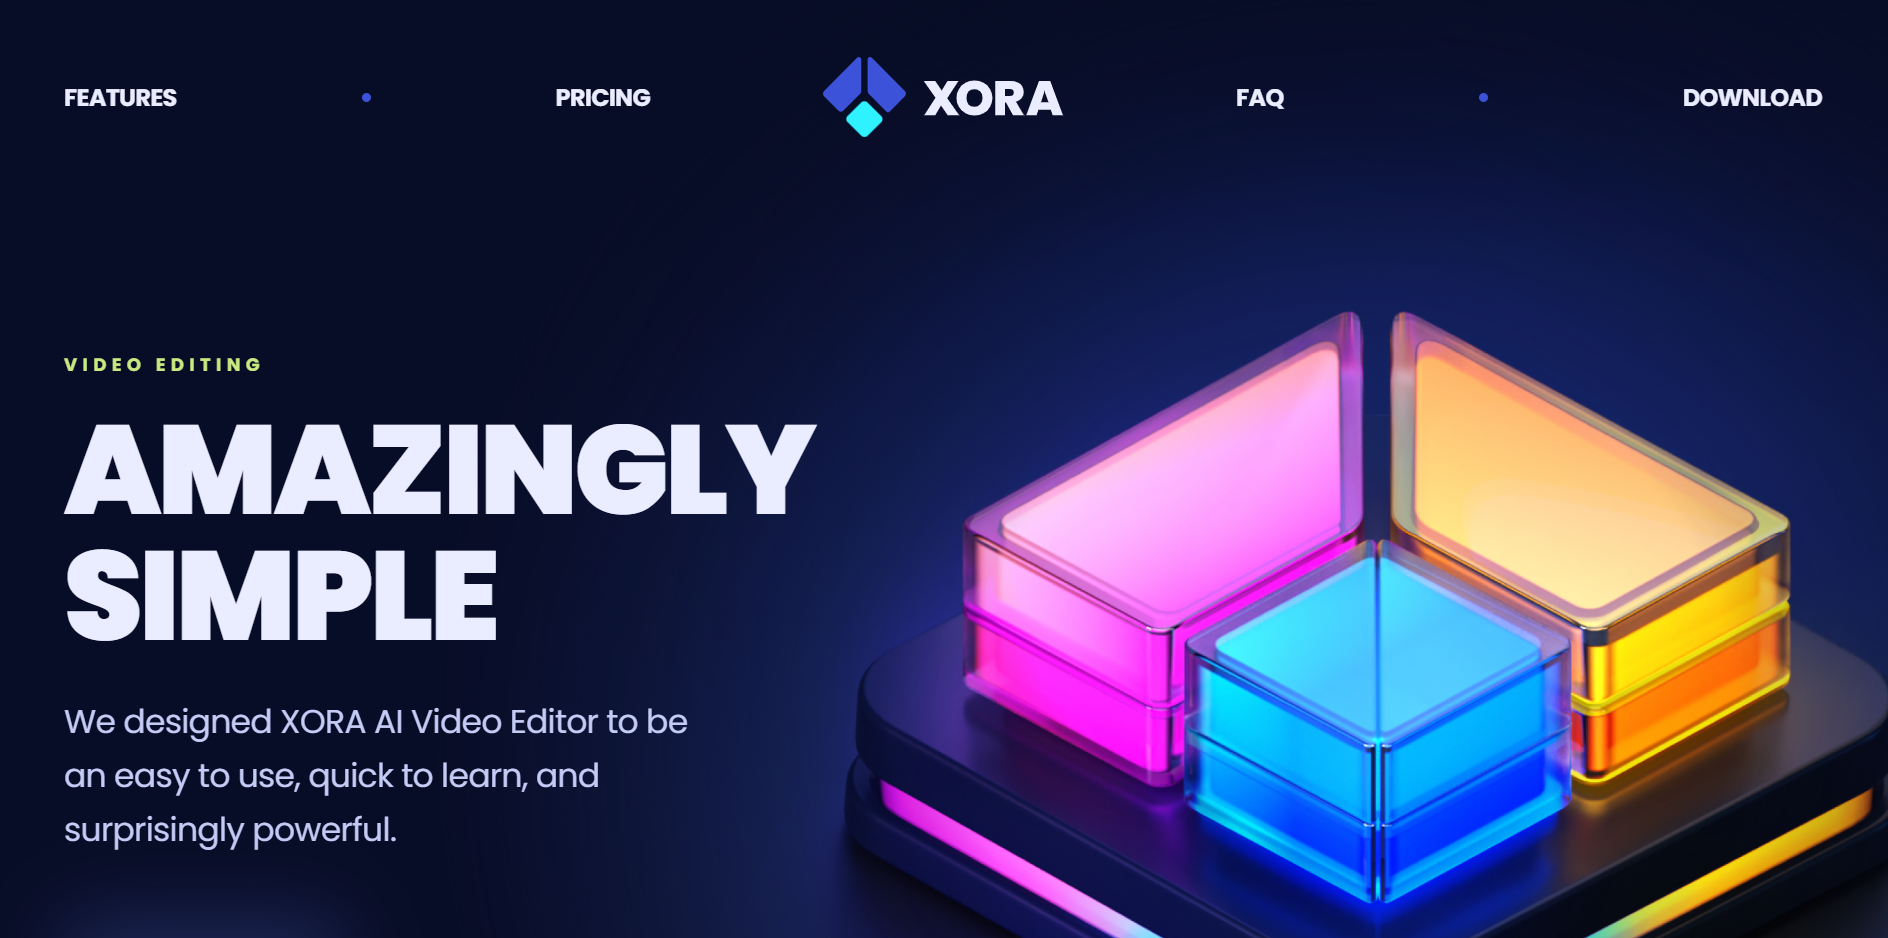 FEATURES
PRICING
XORA
FAQ
DOWNLOAD
VIDEO EDITING
AMAZINGLY
SIMPLE
We designed XORA AI Video Editor to be
an easy to use, quick to learn, and
surprisingly powerful.